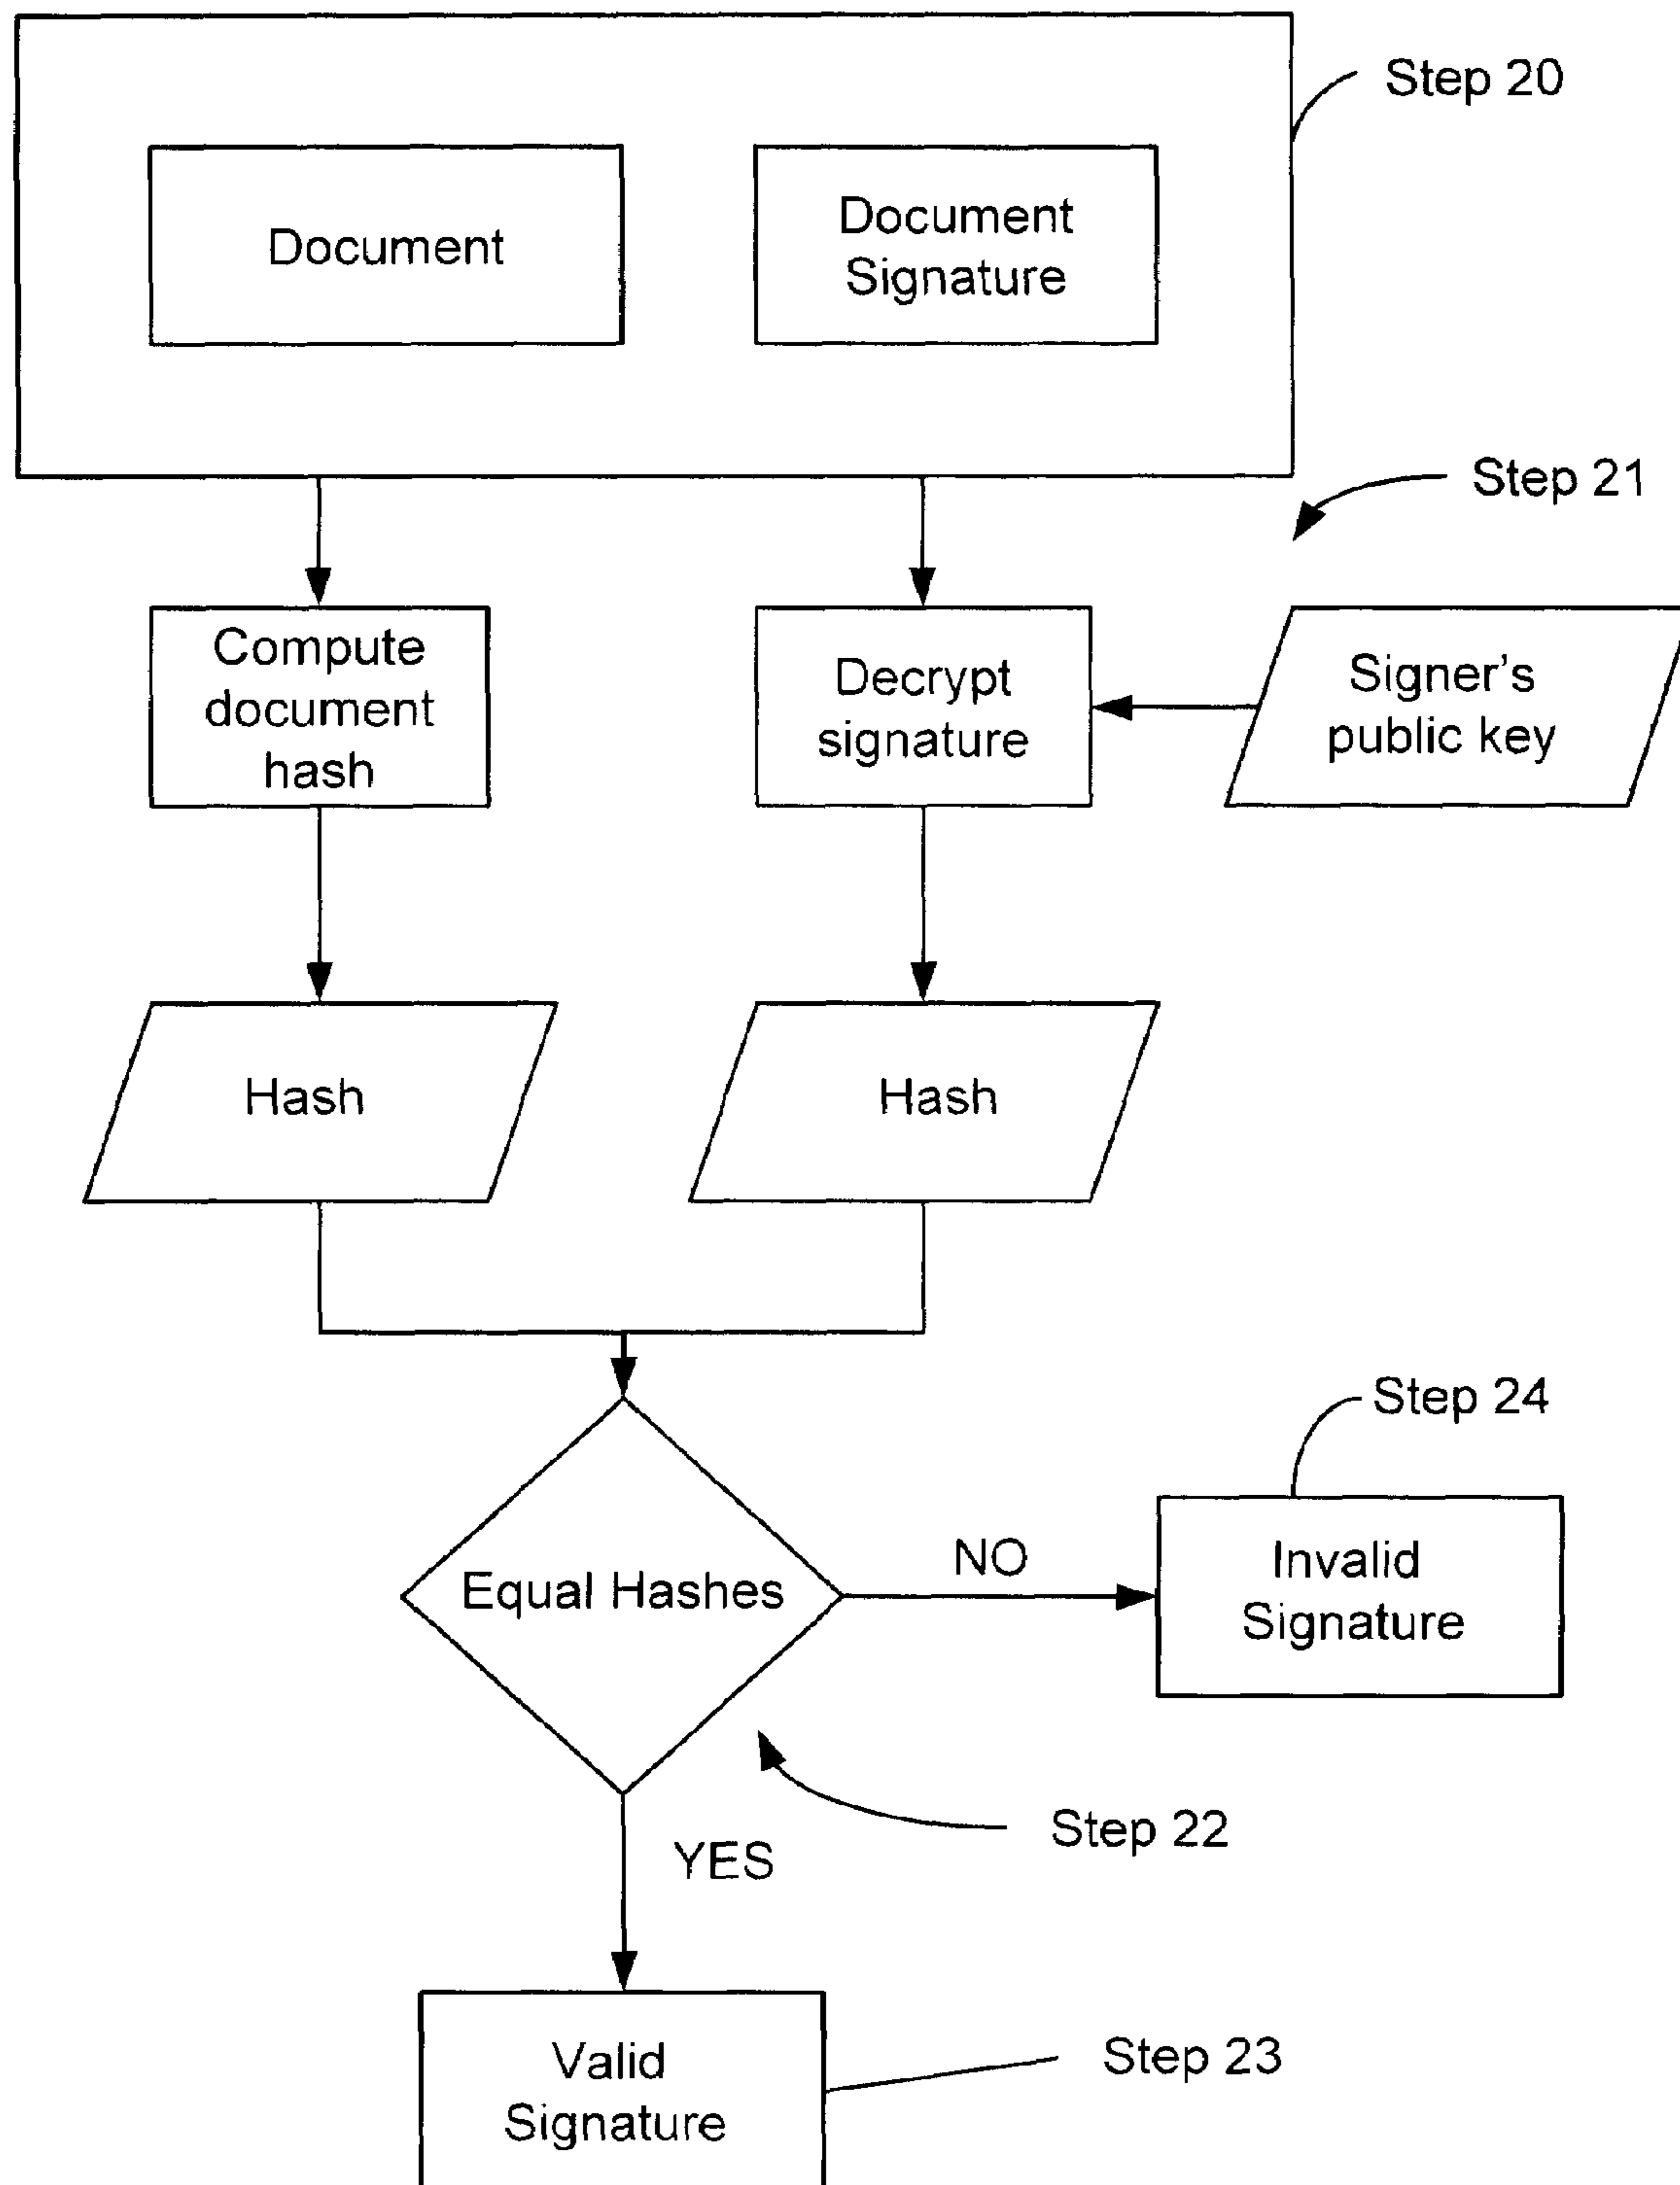 Step 20
Document
Document
Signature
Step 21
Compute
document
hash
Decrypt
signature
Signer's
public key
Hash
Hash
Step 24
Equal Hashes
NO
Invalid
Signature
Step 22
YES
Valid
Signature
Step 23